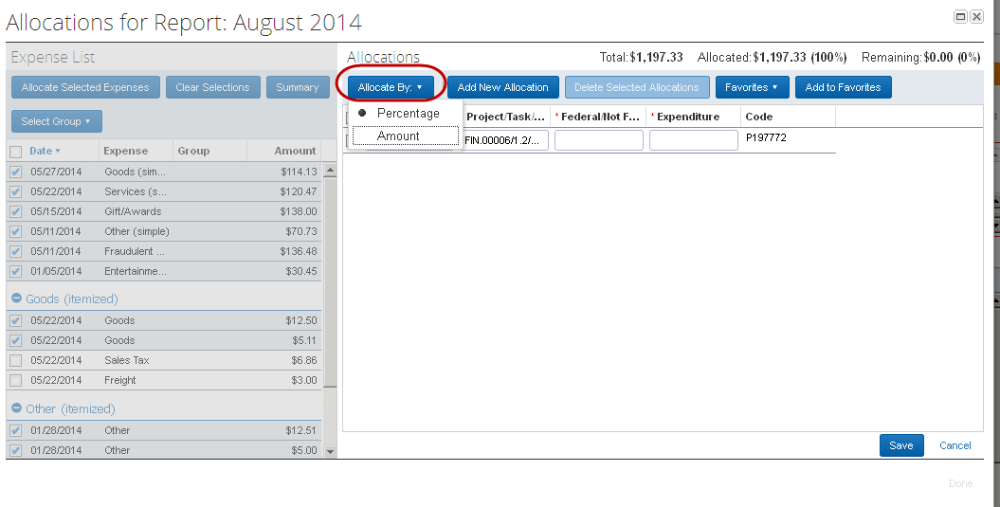 Allocations for Report: August 2014
Expense List
Allocate Selected Expenses Clear Selections Summary
Select Group
Date Expense Group Amount
05/27/2014 Goods (sim... $114.13
05/22/2014 Services (s... $120.47
05/15/2014 Gift/Awards $138.00
05/11/2014 Other (simple) $70.73
05/11/2014 Fraudulent ... $136.48
01/05/2014 Entertainme... $30.45
Goods (itemized)
05/22/2014 Goods $12.50
05/22/2014 Goods $5.11
05/22/2014 Sales Tax $6.86
05/22/2014 Freight $3.00
Other (itemized)
01/28/2014 Other $12.51
01/28/2014 Other $5.00
Allocations Total:$1,197.33 Allocated:$1,197.33 (100%) Remaining:$0.00 (0%)
Allocate By: Add New Allocation Delete Selected Allocations Favorites Add to Favorites
Percentage
Amount
Project/Task/... *Federal/Not F... *Expenditure Code
FIN.00006/1.2/... P197772
Save Cancel
Done